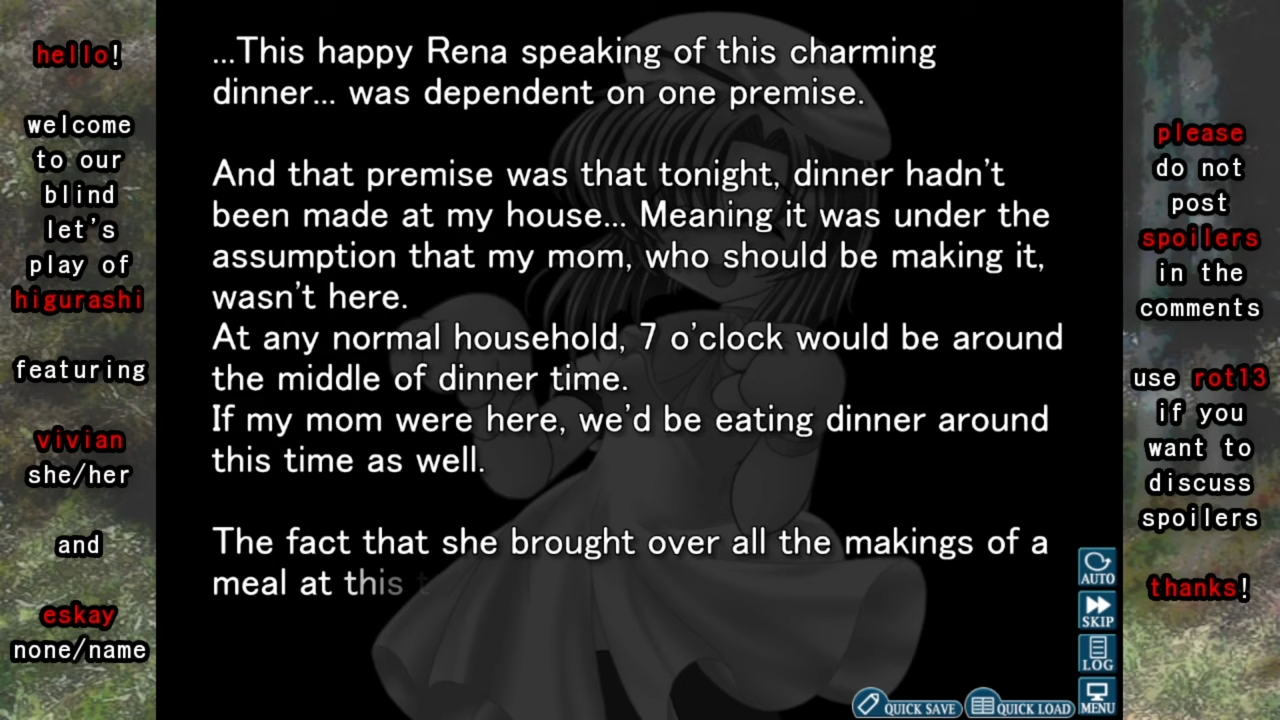 hello!
welcome
to our
blind
let's
play of
higurashi
featuring
vivian
she/her
and
eskay
none/name
...This happy Rena speaking of this charming
dinner... was dependent on one premise.
And that premise was that tonight, dinner hadn't
been made at my house... Meaning it was under the
assumption that my mom, who should be making it,
wasn't here.
At any normal household, 7 o'clock would be around
the middle of dinner time.
If my mom were here, we'd be eating dinner around
this time as well.
The fact that she brought over all the makings of a
meal at this t
AUTO
SKIP
LOG
MENU
QUICK SAVE
QUICK LOAD
please
do not
post
spoilers
in the
comments
use rot13
if you
want to
discuss
spoilers
thanks!